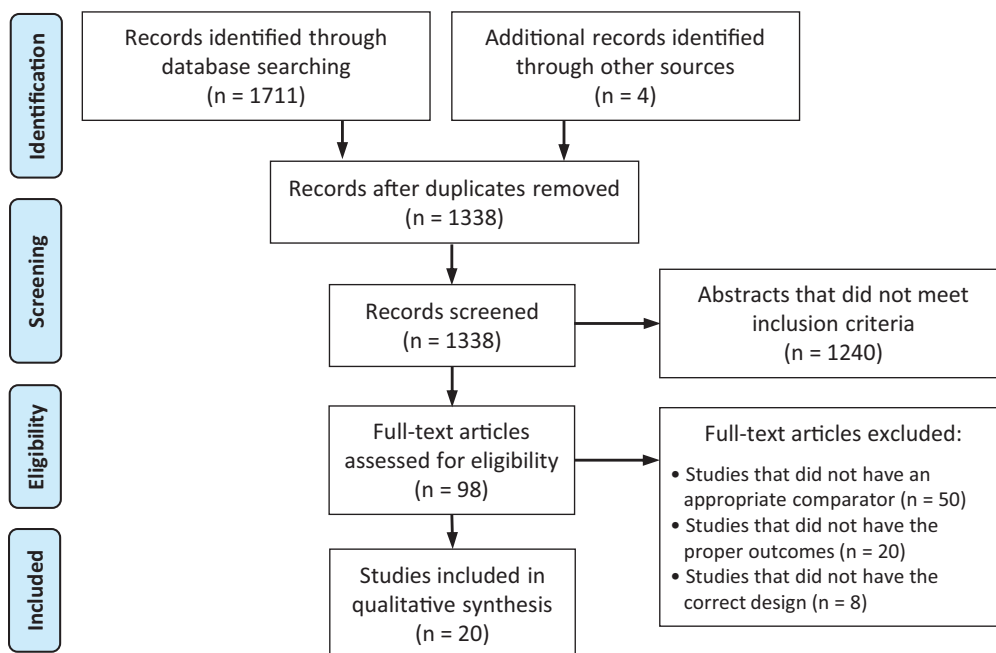 Identification
Records identified through
database searching
(n = 1711)
Additional records identified
through other sources
(n = 4)
Records after duplicates removed
(n = 1338)
Screening
Records screened
(n = 1338)
Abstracts that did not meet
inclusion criteria
(n = 1240)
Eligibility
Full-text articles
assessed for eligibility
(n = 98)
Full-text articles excluded:
• Studies that did not have an
appropriate comparator (n = 50)
• Studies that did not have the
proper outcomes (n = 20)
• Studies that did not have the
correct design (n = 8)
Included
Studies included in
qualitative synthesis
(n = 20)